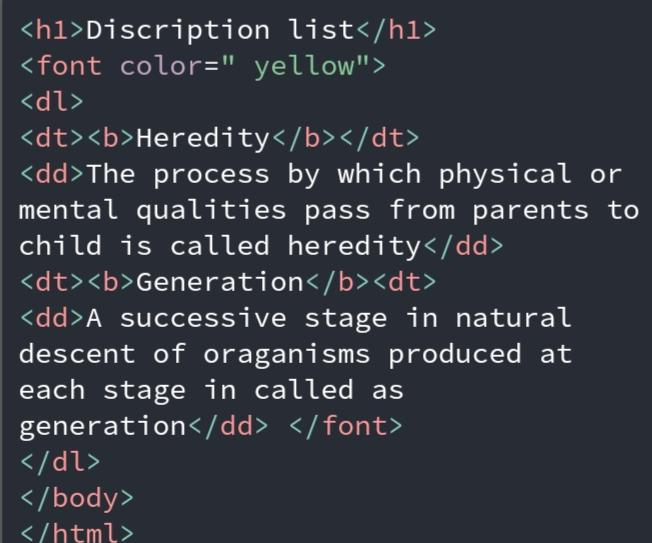 <h1>Discription list</h1>
<font color=" yellow">
<dl>
<dt><b>Heredity</b></dt>
<dd>The process by which physical or
mental qualities pass from parents to
child is called heredity</dd>
<dt><b>Generation</b><dt>
<dd>A successive stage in natural
descent of oraganisms produced at
each stage in called as
generation</dd> </font>
</dl>
</body>
</html>